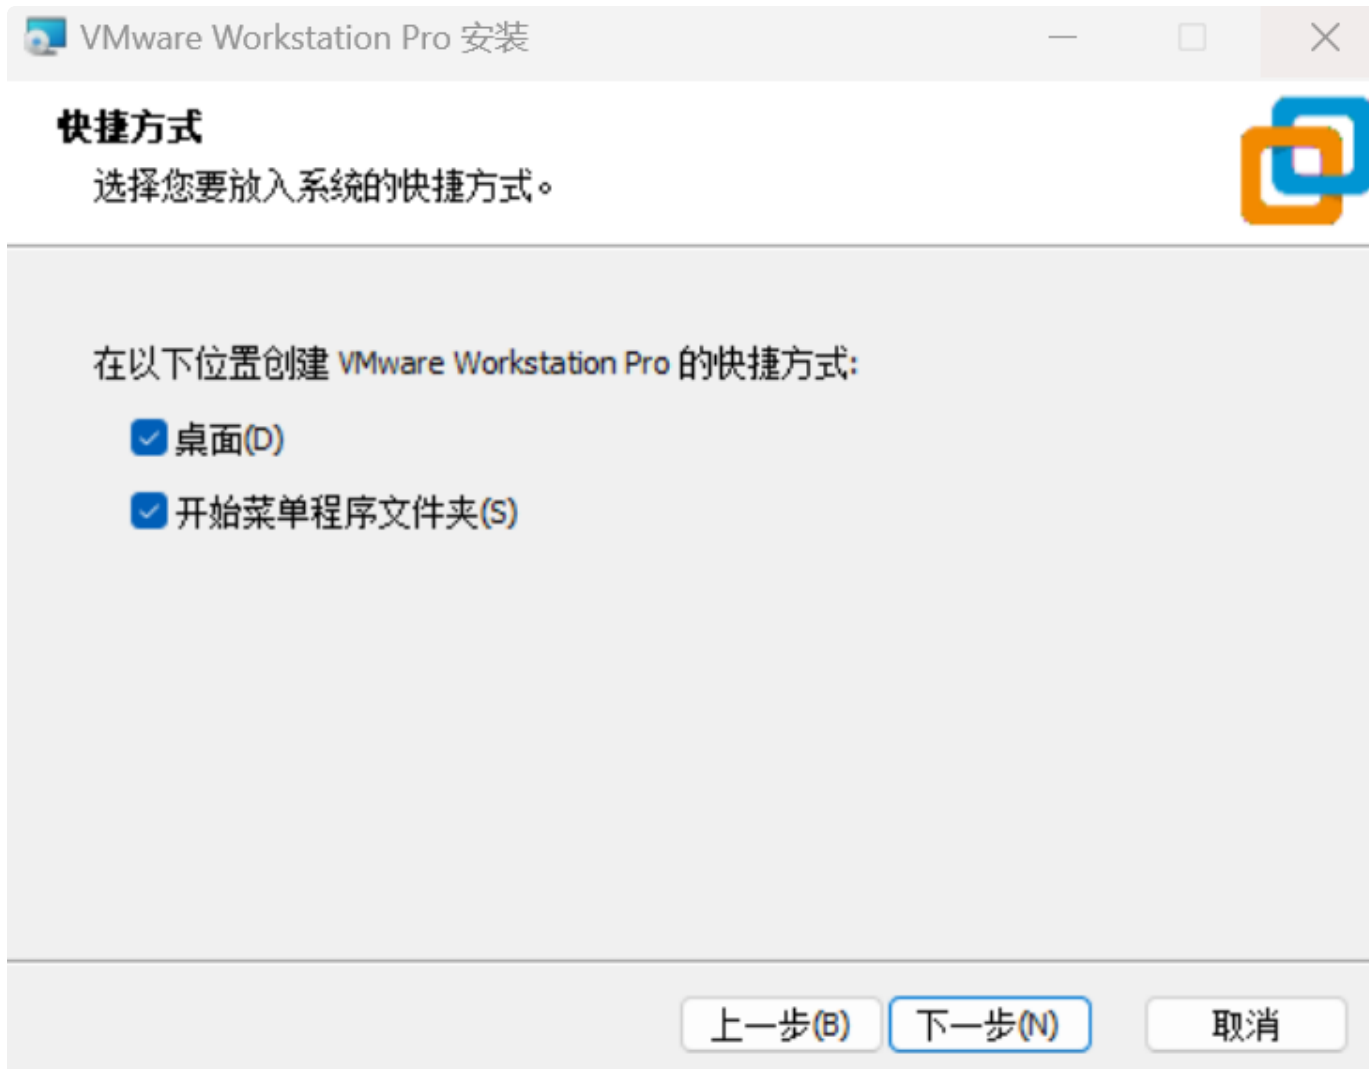 VMware Workstation Pro 安装
快捷方式
选择您要放入系统的快捷方式。
在以下位置创建 VMware Workstation Pro 的快捷方式:
桌面(D)
开始菜单程序文件夹(S)
上一步(B) 下一步(N) 取消